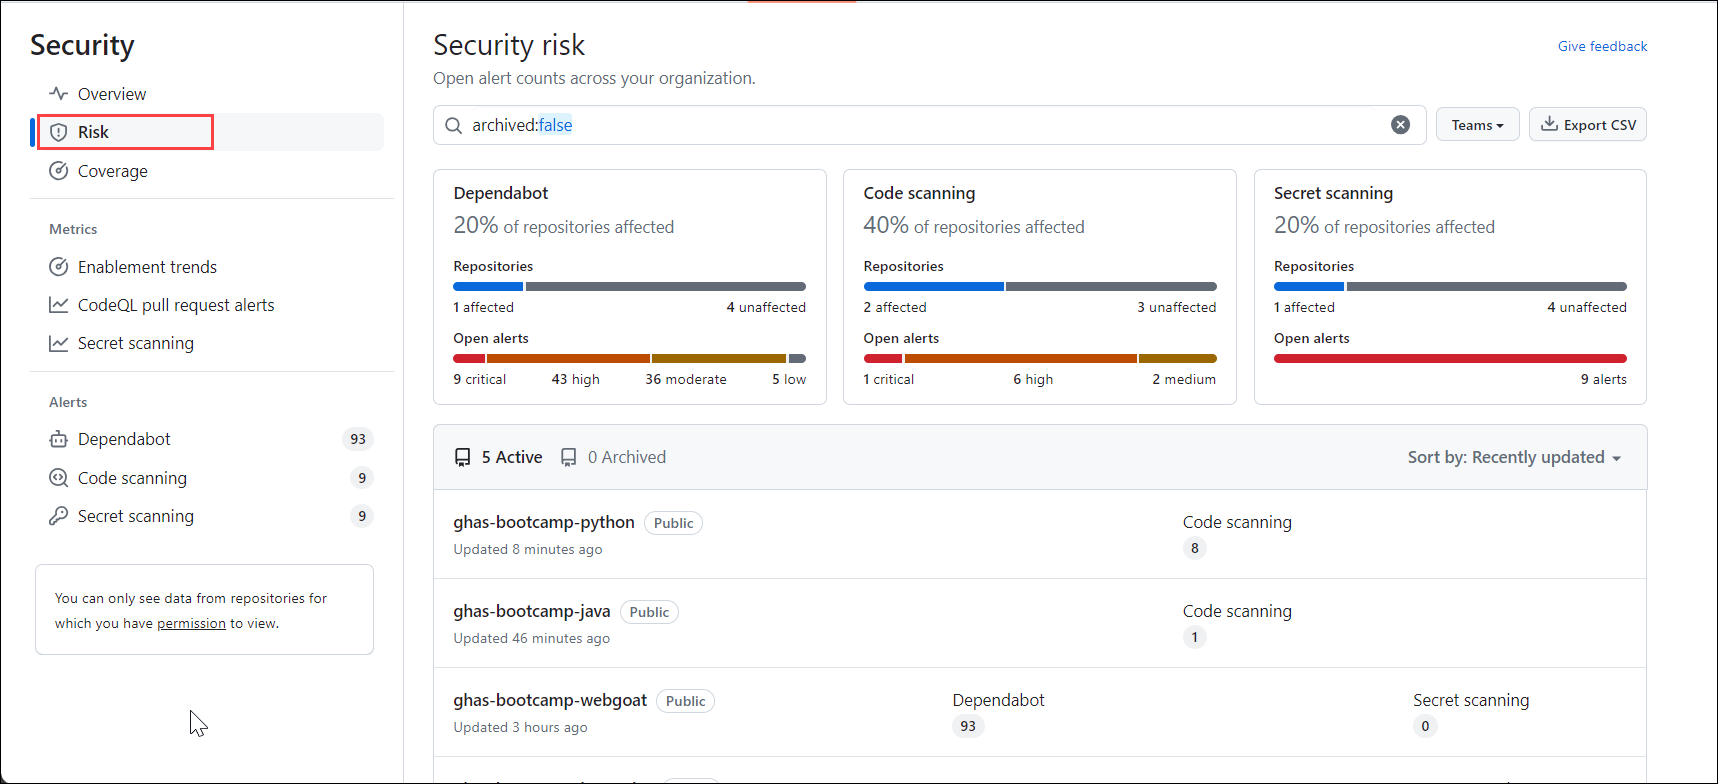 Security
Overview
Risk
Coverage
Metrics
Enablement trends
CodeQL pull request alerts
Secret scanning
Alerts
Dependabot 93
Code scanning 9
Secret scanning 9
You can only see data from repositories for
which you have permission to view.
Security risk
Give feedback
Open alert counts across your organization.
archived:false
Teams
Export CSV
Dependabot
20% of repositories affected
Repositories
1 affected 4 unaffected
Open alerts
9 critical 43 high 36 moderate 5 low
Code scanning
40% of repositories affected
Repositories
2 affected 3 unaffected
Open alerts
1 critical 6 high 2 medium
Secret scanning
20% of repositories affected
Repositories
1 affected 4 unaffected
Open alerts
9 alerts
5 Active 0 Archived Sort by: Recently updated
ghas-bootcamp-python Public Code scanning
Updated 8 minutes ago 8
ghas-bootcamp-java Public Code scanning
Updated 46 minutes ago 1
ghas-bootcamp-webgoat Public Dependabot Secret scanning
Updated 3 hours ago 93 0